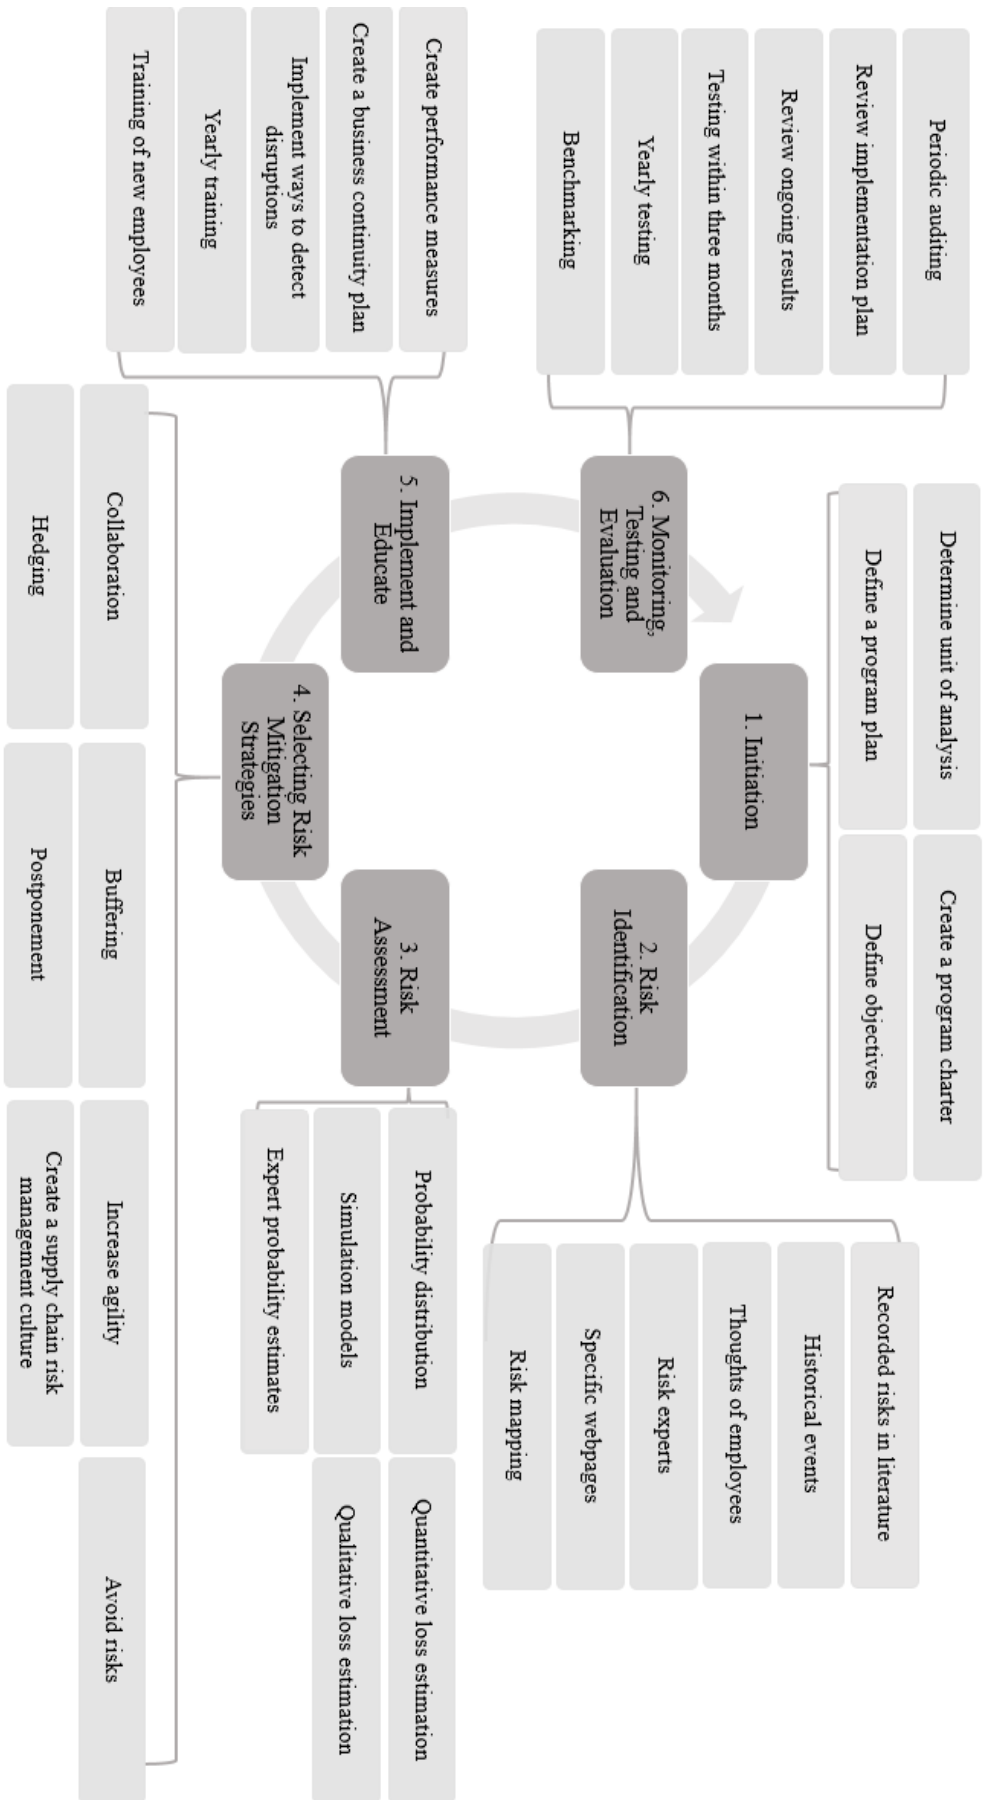 Determine unit of analysis
Create a program charter
Define a program plan
Define objectives
1. Initiation
Recorded risks in literature
Historical events
Thoughts of employees
Risk experts
Specific webpages
Risk mapping
2. Risk
Identification
Probability distribution
Quantitative loss estimation
Simulation models
Qualitative loss estimation
Expert probability estimates
3. Risk
Assessment
4. Selecting Risk
Mitigation
Strategies
Collaboration
Buffering
Increase agility
Avoid risks
Hedging
Postponement
Create a supply chain risk
management culture
5. Implement and
Educate
Create performance measures
Create a business continuity plan
Implement ways to detect
disruptions
Yearly training
Training of new employees
6. Monitoring,
Testing and
Evaluation
Periodic auditing
Review implementation plan
Review ongoing results
Testing within three months
Yearly testing
Benchmarking